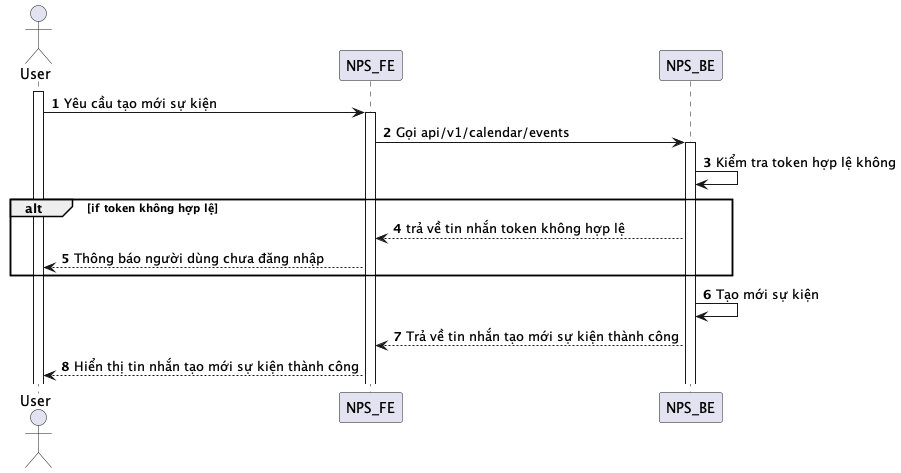 User
NPS_FE
NPS_BE
1 Yêu cầu tạo mới sự kiện
2 Gọi api/v1/calendar/events
3 Kiểm tra token hợp lệ không
alt [if token không hợp lệ]
4 trả về tin nhắn token không hợp lệ
5 Thông báo người dùng chưa đăng nhập
6 Tạo mới sự kiện
7 Trả về tin nhắn tạo mới sự kiện thành công
8 Hiển thị tin nhắn tạo mới sự kiện thành công
User
NPS_FE
NPS_BE